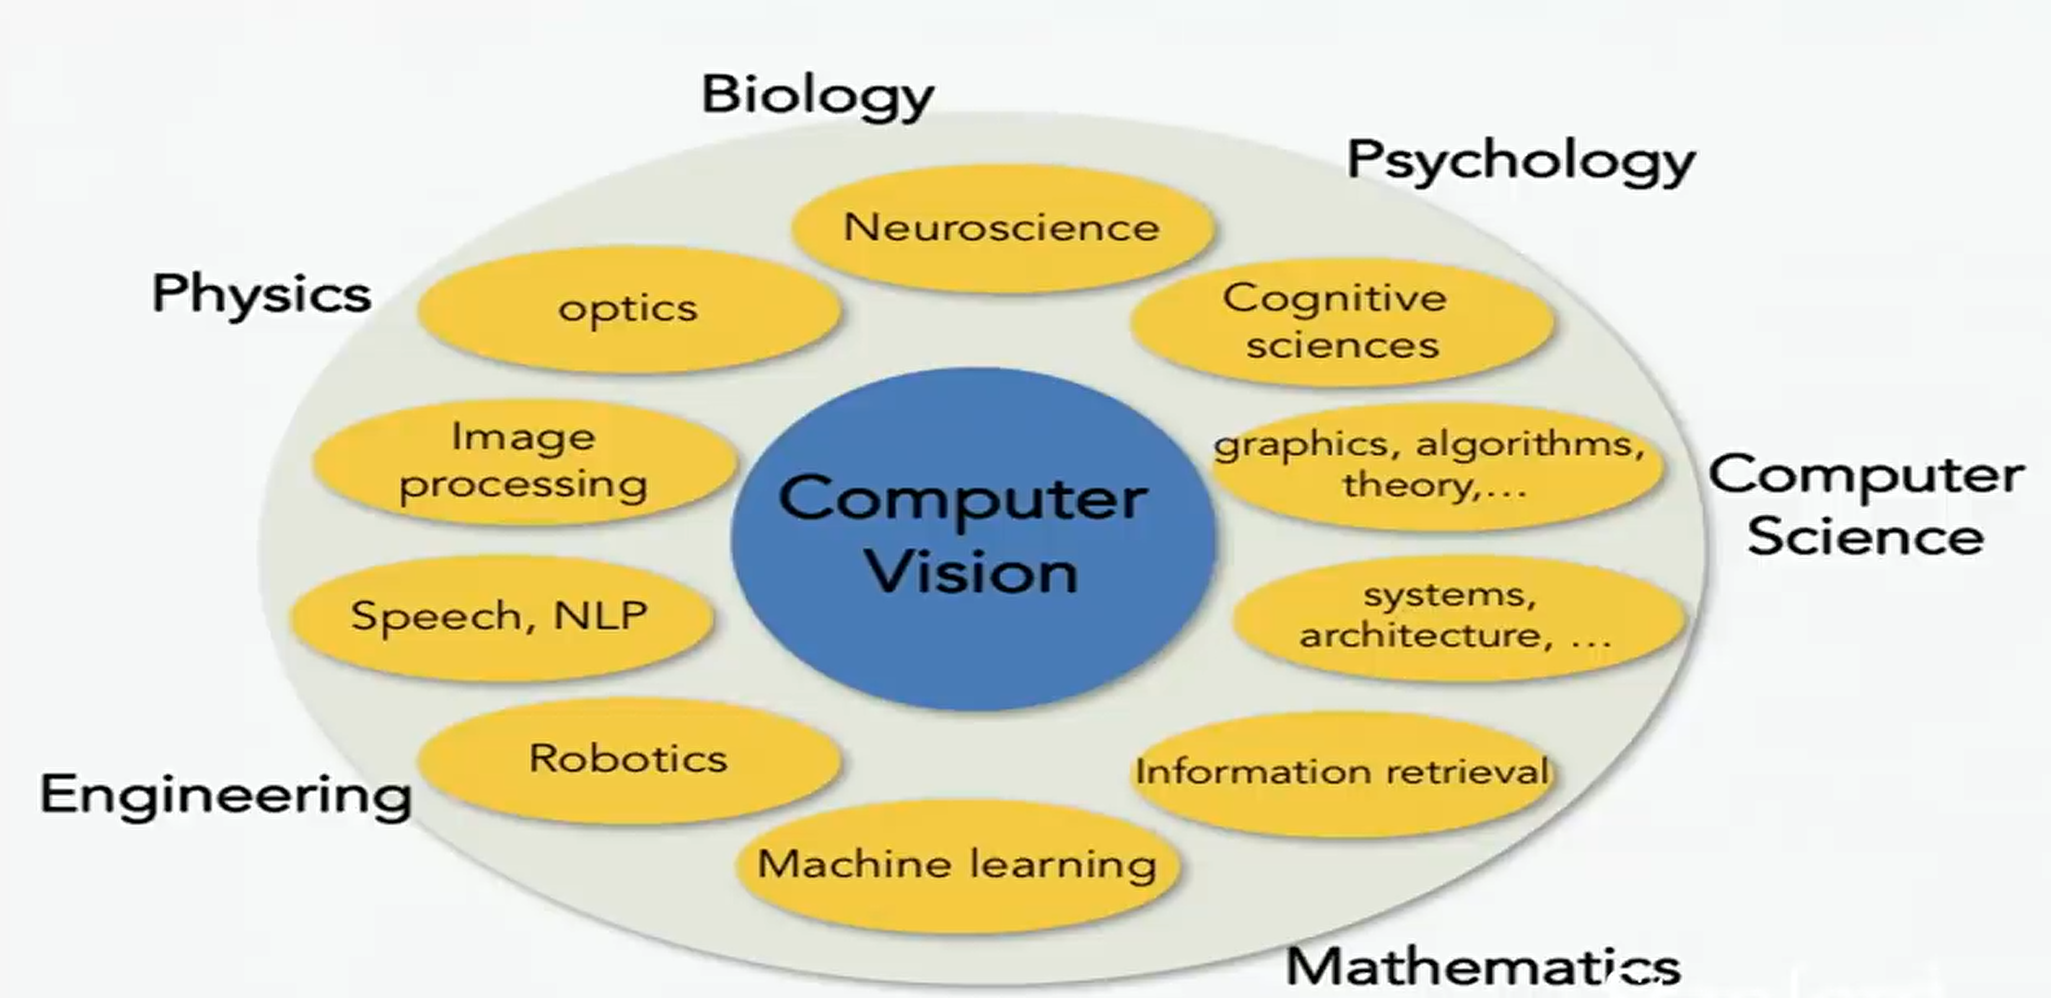 Biology
Psychology
Neuroscience
Physics
optics
Cognitive
sciences
Image
processing
graphics, algorithms,
theory,...
Computer
Vision
Computer
Science
Speech, NLP
systems,
architecture, ...
Robotics
Information retrieval
Engineering
Machine learning
Mathematics